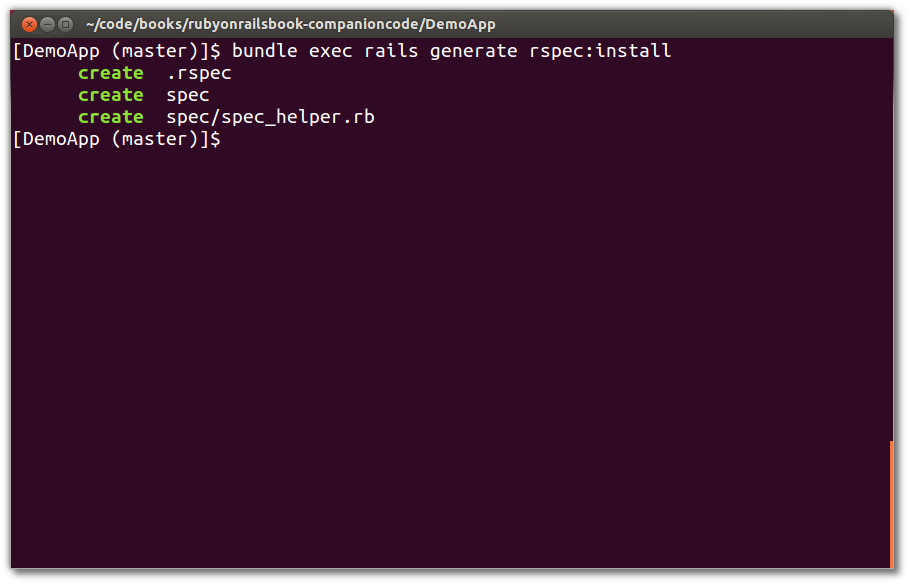 ~/code/books/rubyonrailsbook-companioncode/DemoApp
[DemoApp (master)]$ bundle exec rails generate rspec:install
create .rspec
create spec
create spec/spec_helper.rb
[DemoApp (master)]$